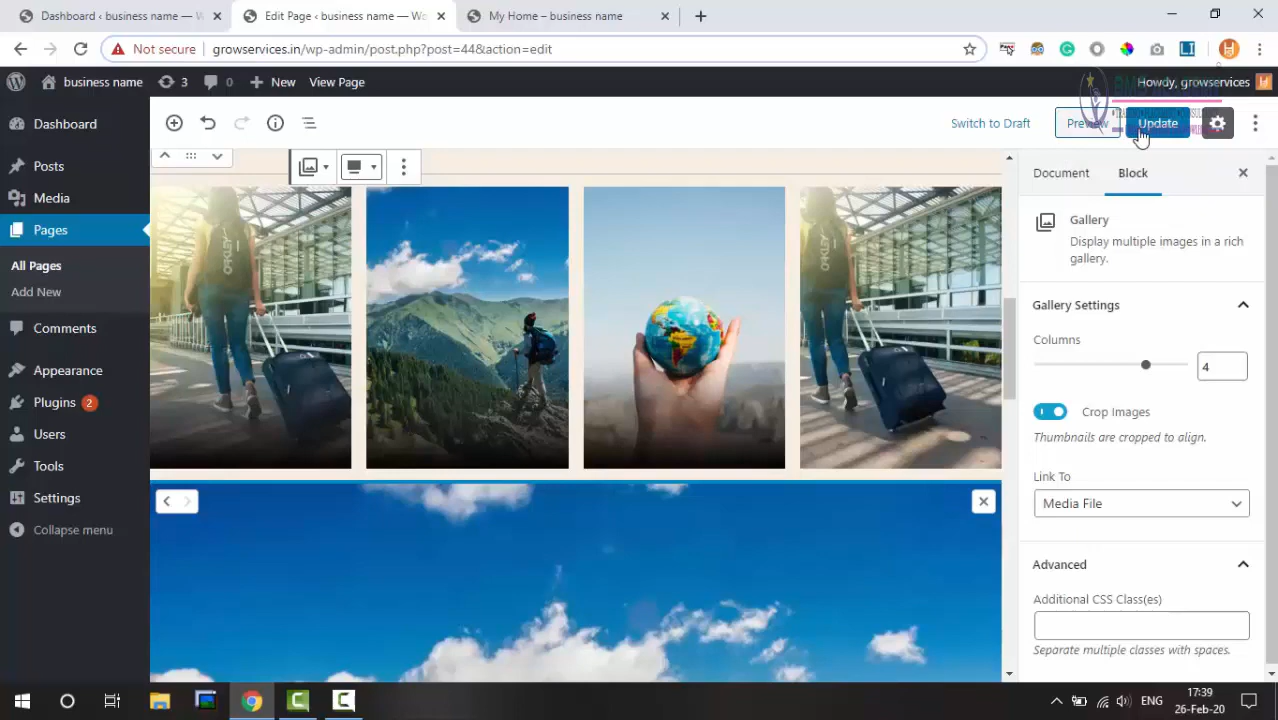 Dashboard ‹ business name — W
Edit Page ‹ business name — Wo
My Home – business name
Not secure
growservices.in/wp-admin/post.php?post=44&action=edit
business name
3
0
New
View Page
Howdy, growservices
Dashboard
Posts
Media
Pages
All Pages
Add New
Comments
Appearance
Plugins 2
Users
Tools
Settings
Collapse menu
Switch to Draft
Preview
Update
Document
Block
Gallery
Display multiple images in a rich
gallery.
Gallery Settings
Columns
4
Crop Images
Thumbnails are cropped to align.
Link To
Media File
Advanced
Additional CSS Class(es)
Separate multiple classes with spaces.
OAKLEY
OAKLEY
ENG
17:39
26-Feb-20